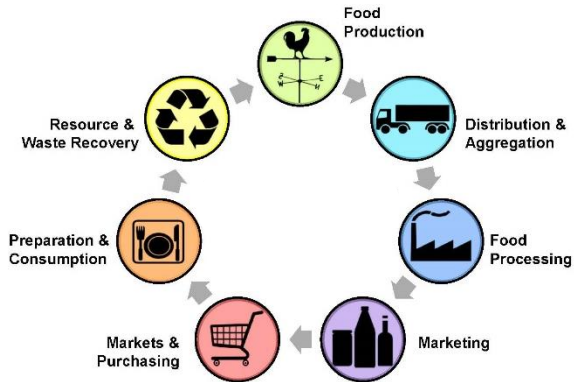 Food
Production
Distribution &
Aggregation
Food
Processing
Marketing
Markets &
Purchasing
Preparation &
Consumption
Resource &
Waste Recovery